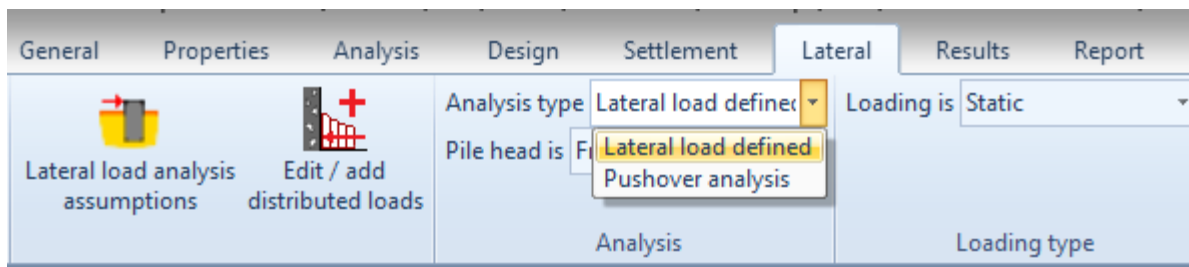 General Properties Analysis Design Settlement Lateral Results Report
Lateral load analysis
assumptions
Edit / add
distributed loads
Analysis type Lateral load define
Pile head is
Lateral load defined
Pushover analysis
Analysis
Loading is Static
Loading type